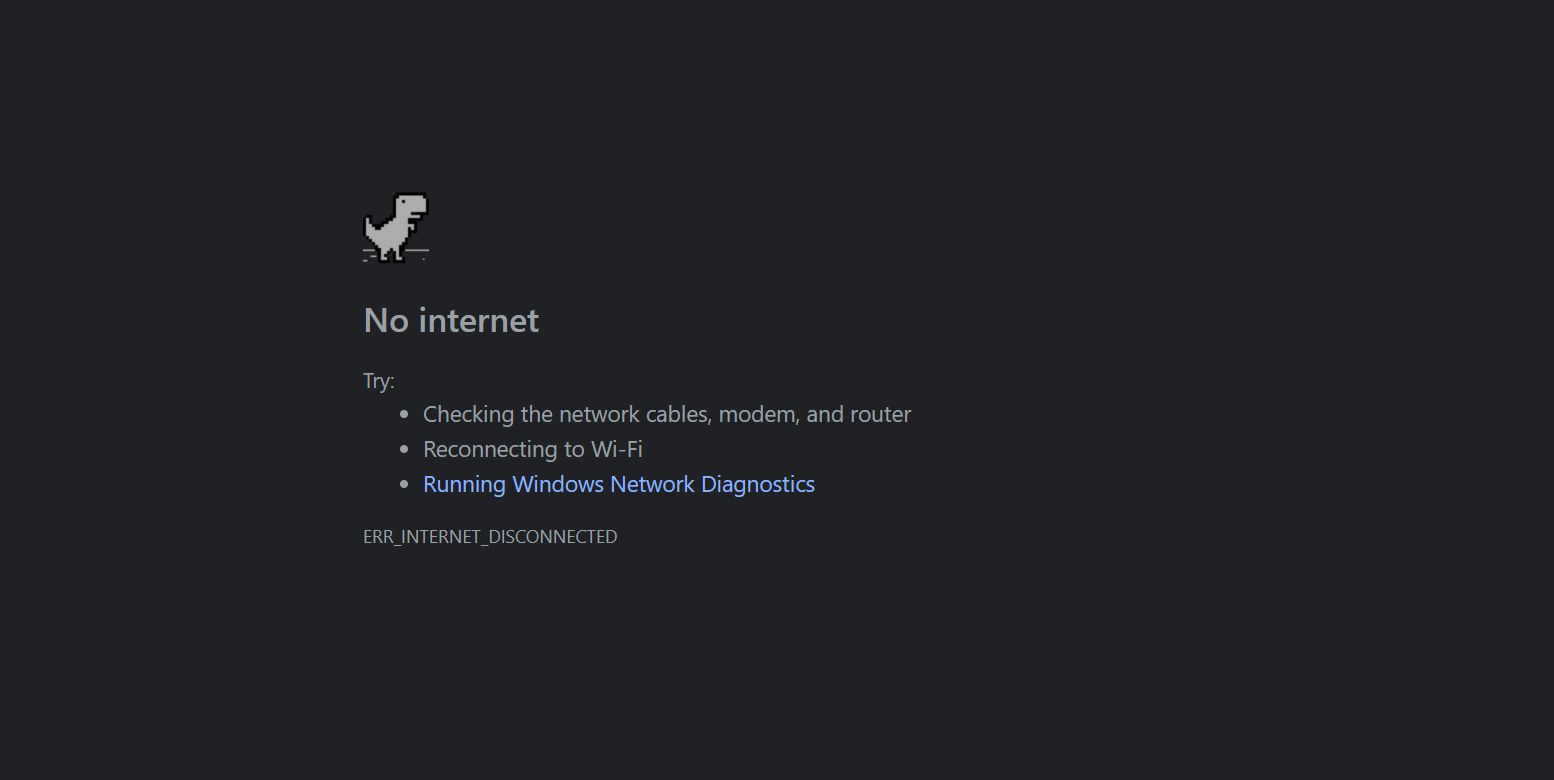 No internet
Try:
Checking the network cables, modem, and router
Reconnecting to Wi-Fi
Running Windows Network Diagnostics
ERR_INTERNET_DISCONNECTED